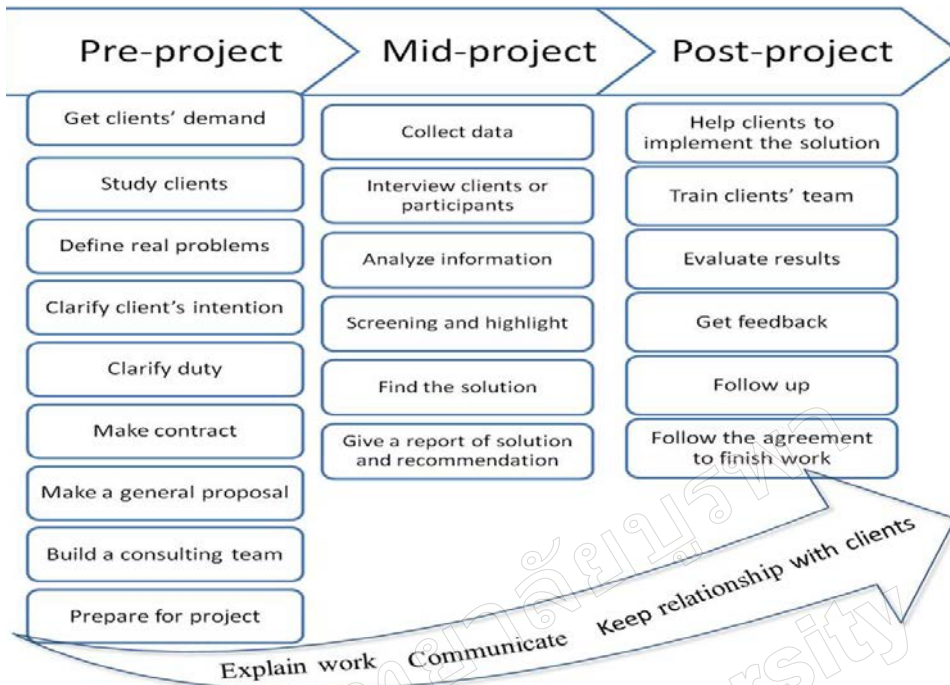 Pre-project
Mid-project
Post-project
Get clients’ demand
Study clients
Define real problems
Clarify client’s intention
Clarify duty
Make contract
Make a general proposal
Build a consulting team
Prepare for project
Collect data
Interview clients or
participants
Analyze information
Screening and highlight
Find the solution
Give a report of solution
and recommendation
Help clients to
implement the solution
Train clients’ team
Evaluate results
Get feedback
Follow up
Follow the agreement
to finish work
Explain work Communicate Keep relationship with clients